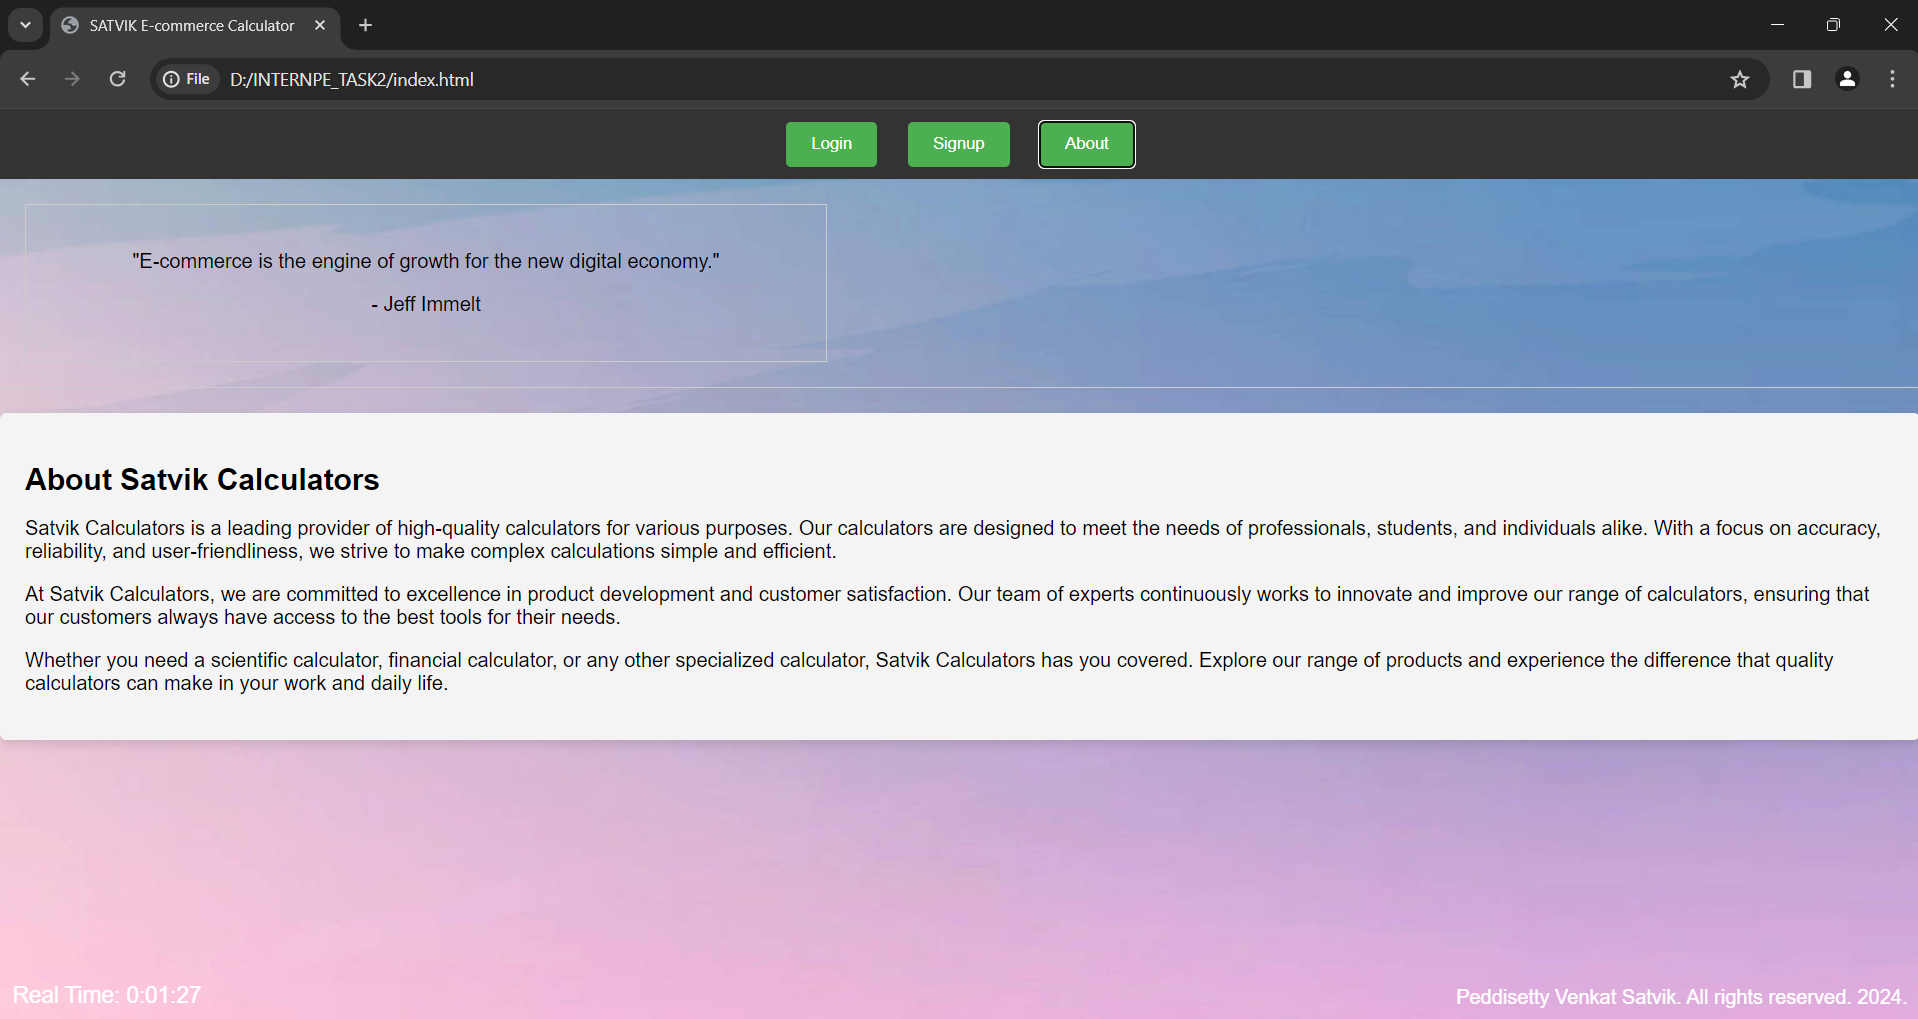 SATVIK E-commerce Calculator
File
D:/INTERNPE_TASK2/index.html
Login
Signup
About
"E-commerce is the engine of growth for the new digital economy."
- Jeff Immelt
About Satvik Calculators
Satvik Calculators is a leading provider of high-quality calculators for various purposes. Our calculators are designed to meet the needs of professionals, students, and individuals alike. With a focus on accuracy,
reliability, and user-friendliness, we strive to make complex calculations simple and efficient.
At Satvik Calculators, we are committed to excellence in product development and customer satisfaction. Our team of experts continuously works to innovate and improve our range of calculators, ensuring that
our customers always have access to the best tools for their needs.
Whether you need a scientific calculator, financial calculator, or any other specialized calculator, Satvik Calculators has you covered. Explore our range of products and experience the difference that quality
calculators can make in your work and daily life.
Real Time: 0:01:27
Peddisetty Venkat Satvik. All rights reserved. 2024.